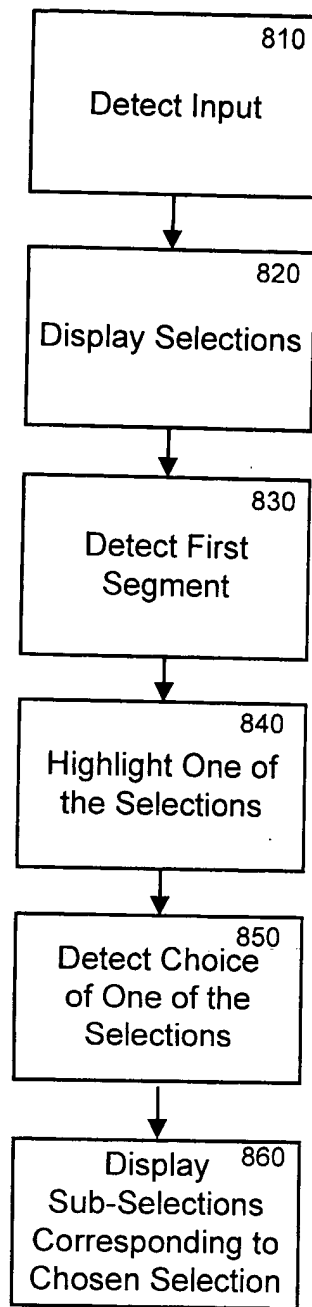 810
Detect Input
820
Display Selections
830
Detect First
Segment
840
Highlight One of
the Selections
850
Detect Choice
of One of the
Selections
860
Display
Sub-Selections
Corresponding to
Chosen Selection